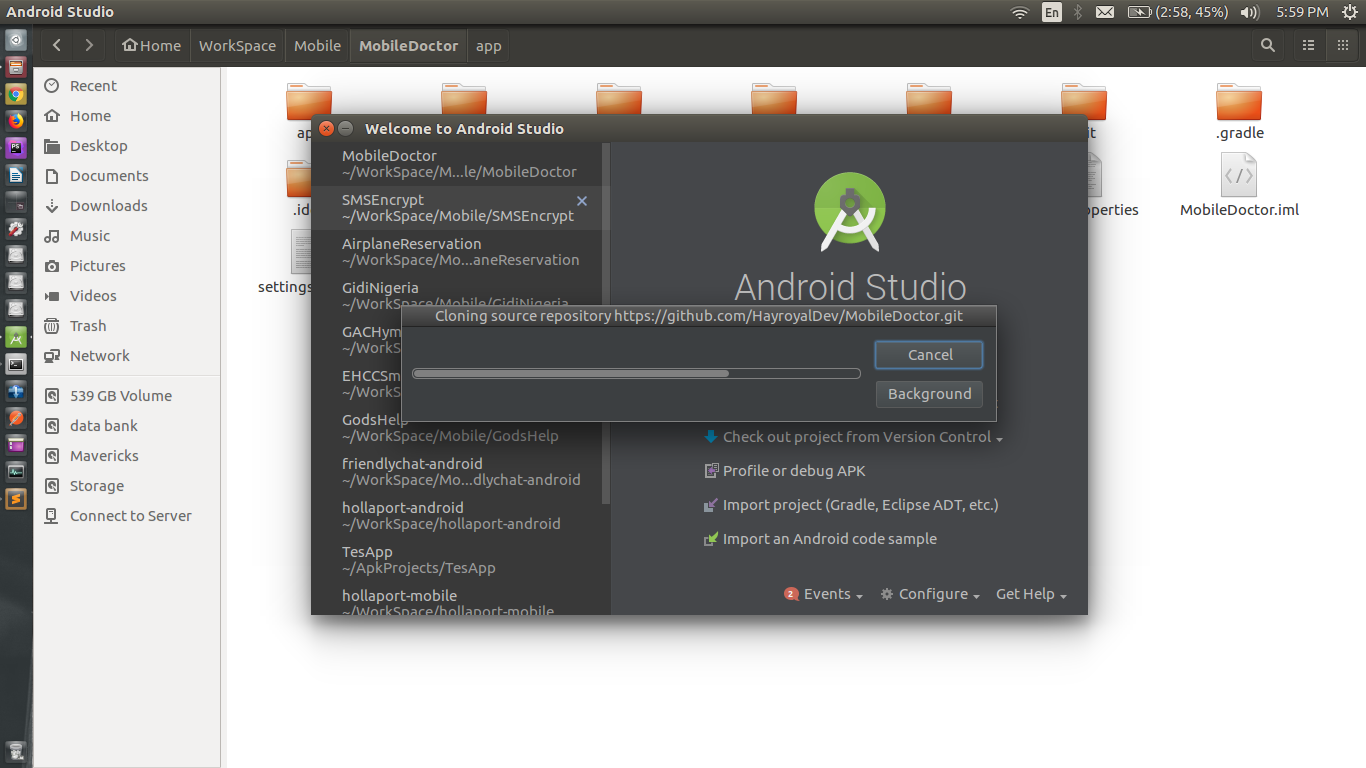 Android Studio
En
(2:58, 45%)
5:59 PM
Home
WorkSpace
Mobile
MobileDoctor
app
Recent
Home
Desktop
Documents
Downloads
Music
Pictures
Videos
Trash
Network
539 GB Volume
data bank
Mavericks
Storage
Connect to Server
.gradle
MobileDoctor.iml
Welcome to Android Studio
MobileDoctor
~/WorkSpace/M...le/MobileDoctor
SMSEncrypt
~/WorkSpace/Mobile/SMSEncrypt
AirplaneReservation
~/WorkSpace/Mo...aneReservation
GidiNigeria
~/WorkSpace/Mobile/GidiNigeria
GACHym
~/WorkS
EHCCSm
~/WorkS
GodsHelp
~/WorkSpace/Mobile/GodsHelp
friendlychat-android
~/WorkSpace/Mo...dlychat-android
hollaport-android
~/WorkSpace/hollaport-android
TesApp
~/ApkProjects/TesApp
hollaport-mobile
~/WorkSpace/hollaport-mobile
Android Studio
Cloning source repository https://github.com/HayroyalDev/MobileDoctor.git
Cancel
Background
Check out project from Version Control
Profile or debug APK
Import project (Gradle, Eclipse ADT, etc.)
Import an Android code sample
2 Events
Configure
Get Help